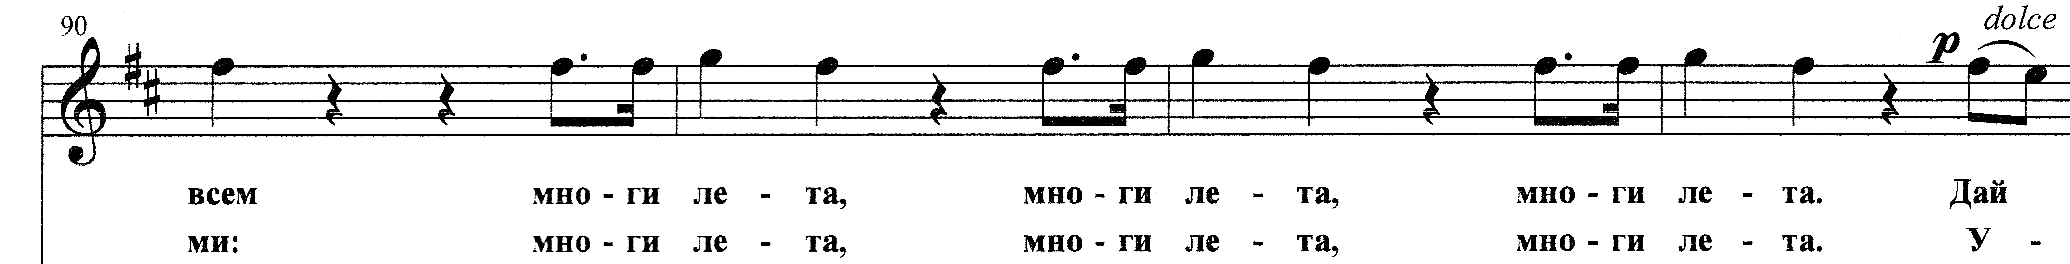 90
dolce
p
всем мно - ги ле - та, мно - ги ле - та, мно - ги ле - та. Дай
ми: мно - ги ле - та, мно - ги ле - та, мно - ги ле - та. У -